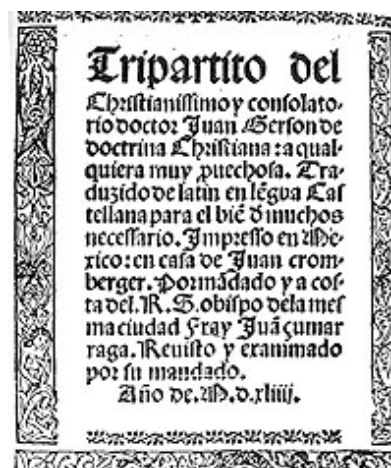 Tripartito del
Christianissimo y consolato-
rio doctor Juan Gerson de
doctrina Christiana: a qual-
quiera muy ꝓuechosa. Tra-
duzido de latin en lẽgua Cas
tellana para el biẽ d̃ muchos
necessario. Impresso en Me-
xico: en casa de Juan crom-
berger. Por mãdado y a cos-
ta del. R. S. obispo dela mes
ma ciudad Fray Juã çumar
raga. Reuisto y examinado
por su mandado.
Año de. M. d. xliiij.